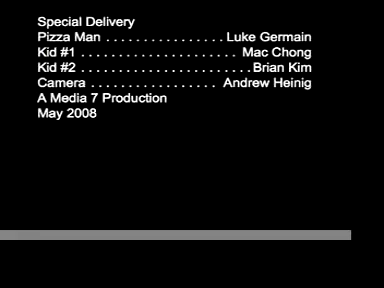 Special Delivery
Pizza Man . . . . . . . . . . . . . . . . Luke Germain
Kid #1 . . . . . . . . . . . . . . . . . . . . . Mac Chong
Kid #2 . . . . . . . . . . . . . . . . . . . . . . . Brian Kim
Camera . . . . . . . . . . . . . . . . . Andrew Heinig
A Media 7 Production
May 2008